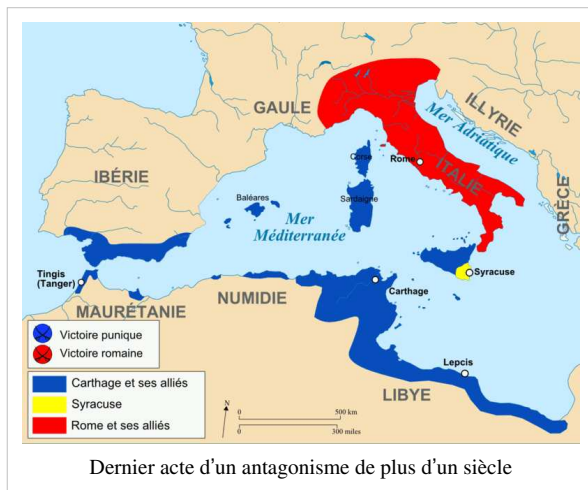 GAULE
ILLYRIE
Mer Adriatique
IBÉRIE
Corse
Rome
ITALIE
GRÈCE
Baléares
Sardaigne
Mer
Méditerranée
Tingis
(Tanger)
Syracuse
Carthage
MAURÉTANIE
NUMIDIE
Lepcis
LIBYE
Victoire punique
Victoire romaine
Carthage et ses alliés
Syracuse
Rome et ses alliés
N
0
500 km
0
300 miles
Dernier acte d'un antagonisme de plus d'un siècle